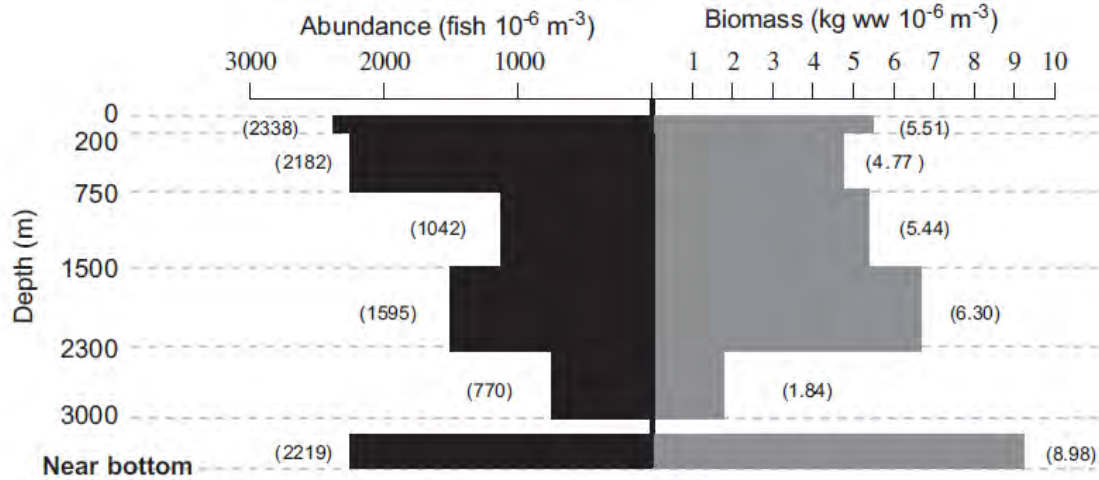 Abundance (fish 10-6 m-3) Biomass (kg ww 10-6 m-3)
3000 2000 1000 1 2 3 4 5 6 7 8 9 10
Depth (m)
0
(2338) (5.51)
200
(2182) (4.77 )
750
(1042) (5.44)
1500
(1595) (6.30)
2300
(770) (1.84)
3000
(2219) (8.98)
Near bottom